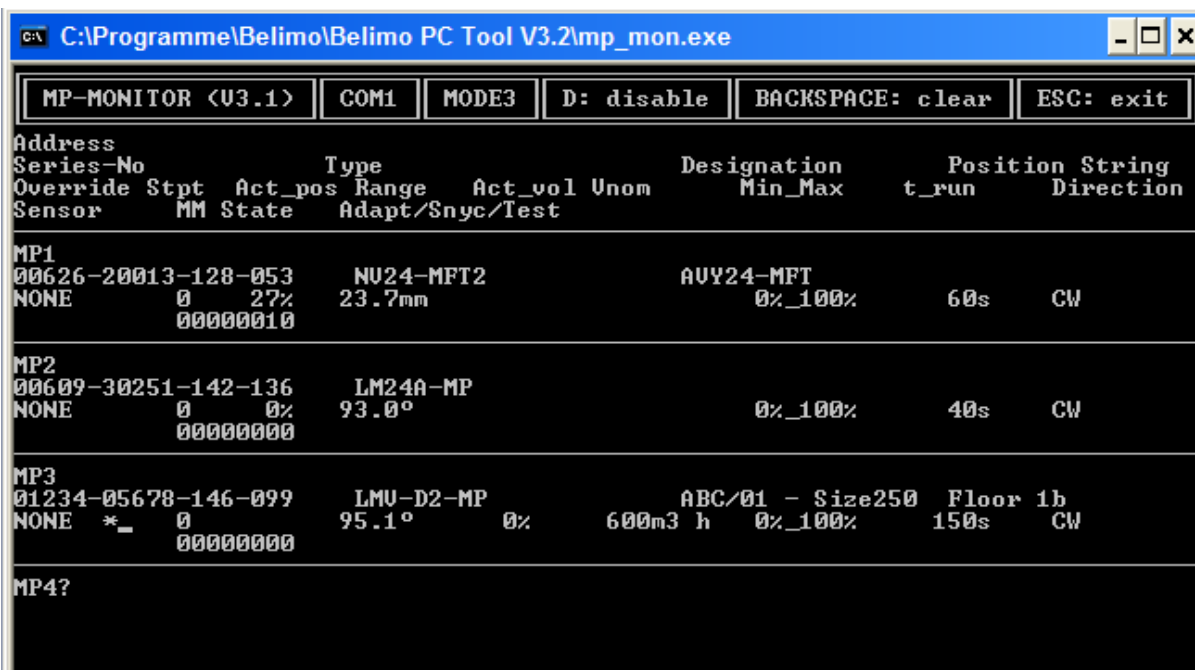 C:\Programme\Belimo\Belimo PC Tool V3.2\mp_mon.exe
MP-MONITOR (V3.1) COM1 MODE3 D: disable BACKSPACE: clear ESC: exit
Address
Series-No Type Designation Position String
Override Stpt Act_pos Range Act_vol Vnom Min_Max t_run Direction
Sensor MM State Adapt/Snyc/Test
MP1
00626-20013-128-053 NV24-MFT2 AVY24-MFT
NONE 0 27% 23.7mm 0%_100% 60s CW
00000010
MP2
00609-30251-142-136 LM24A-MP
NONE 0 0% 93.0º 0%_100% 40s CW
00000000
MP3
01234-05678-146-099 LMV-D2-MP ABC/01 - Size250 Floor 1b
NONE *_ 0 95.1º 0% 600m3 h 0%_100% 150s CW
00000000
MP4?